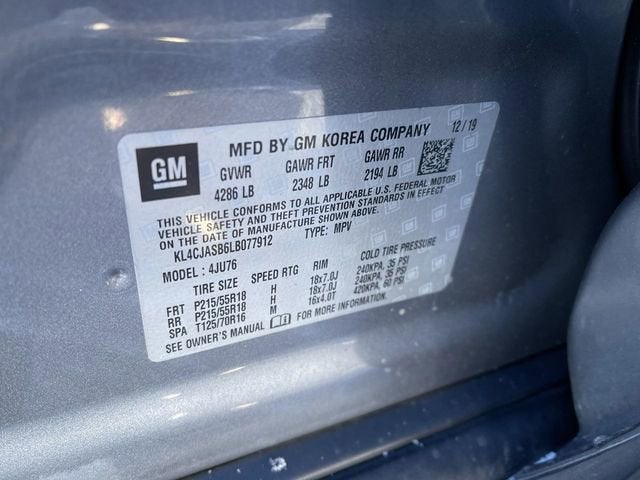 GM
MFD BY GM KOREA COMPANY 12/19
GVWR GAWR FRT GAWR RR
4286 LB 2348 LB 2194 LB
THIS VEHICLE CONFORMS TO ALL APPLICABLE U.S. FEDERAL MOTOR
VEHICLE SAFETY AND THEFT PREVENTION STANDARDS IN EFFECT
ON THE DATE OF MANUFACTURE SHOWN ABOVE.
KL4CJASB6LB077912 TYPE: MPV
MODEL: 4JU76
TIRE SIZE SPEED RTG RIM COLD TIRE PRESSURE
FRT P215/55R18 H 18x7.0J 240KPA, 35 PSI
RR P215/55R18 H 18x7.0J 240KPA, 35 PSI
SPA T125/70R16 M 16x4.0T 420KPA, 60 PSI
SEE OWNER'S MANUAL